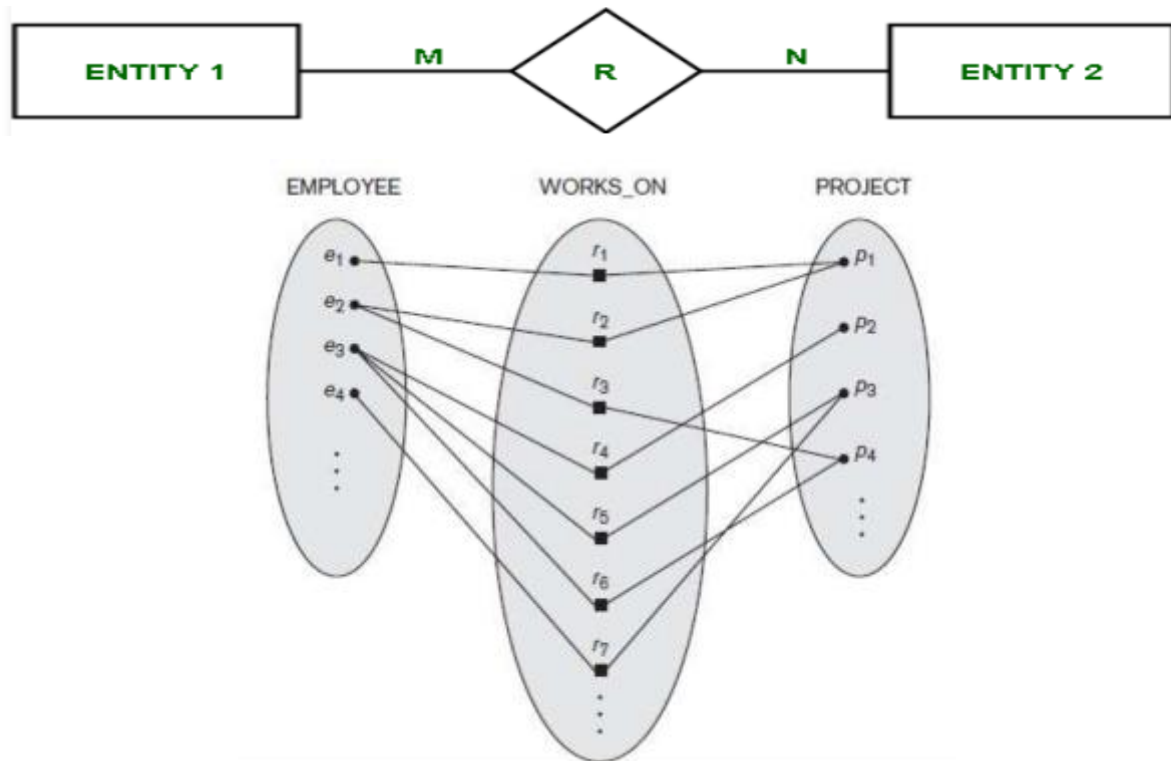 ENTITY 1 M R N ENTITY 2
EMPLOYEE WORKS_ON PROJECT
e1 r1 p1
e2 r2 p2
e3 r3 p3
e4 r4 p4
r5
r6
r7